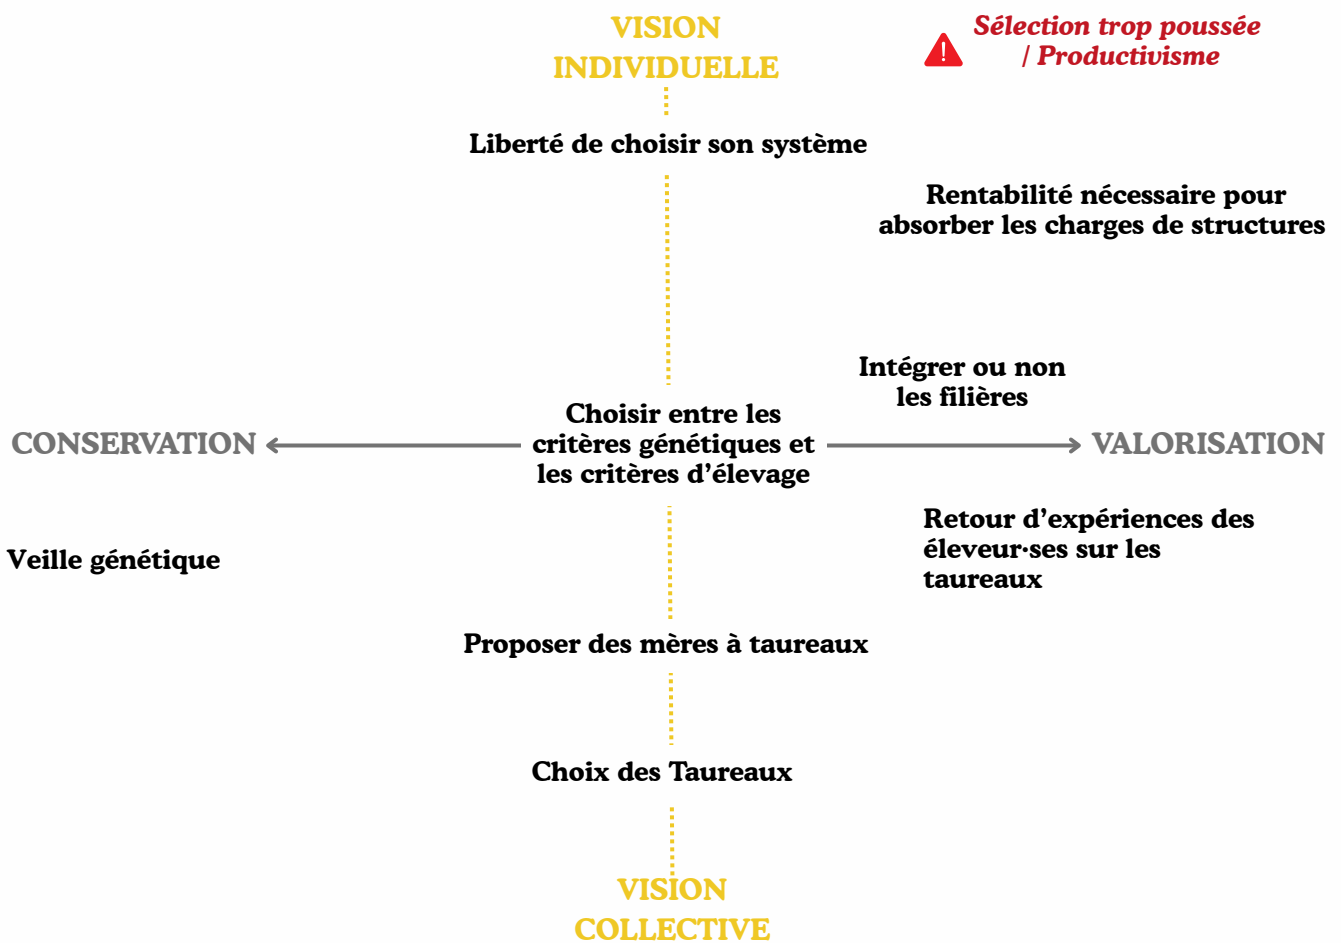 VISION
INDIVIDUELLE
Sélection trop poussée
/ Productivisme
Liberté de choisir son système
Rentabilité nécessaire pour
absorber les charges de structures
Intégrer ou non
les filières
Choisir entre les
critères génétiques et
les critères d’élevage
CONSERVATION
VALORISATION
Retour d’expériences des
éleveur·ses sur les
taureaux
Veille génétique
Proposer des mères à taureaux
Choix des Taureaux
VISION
COLLECTIVE